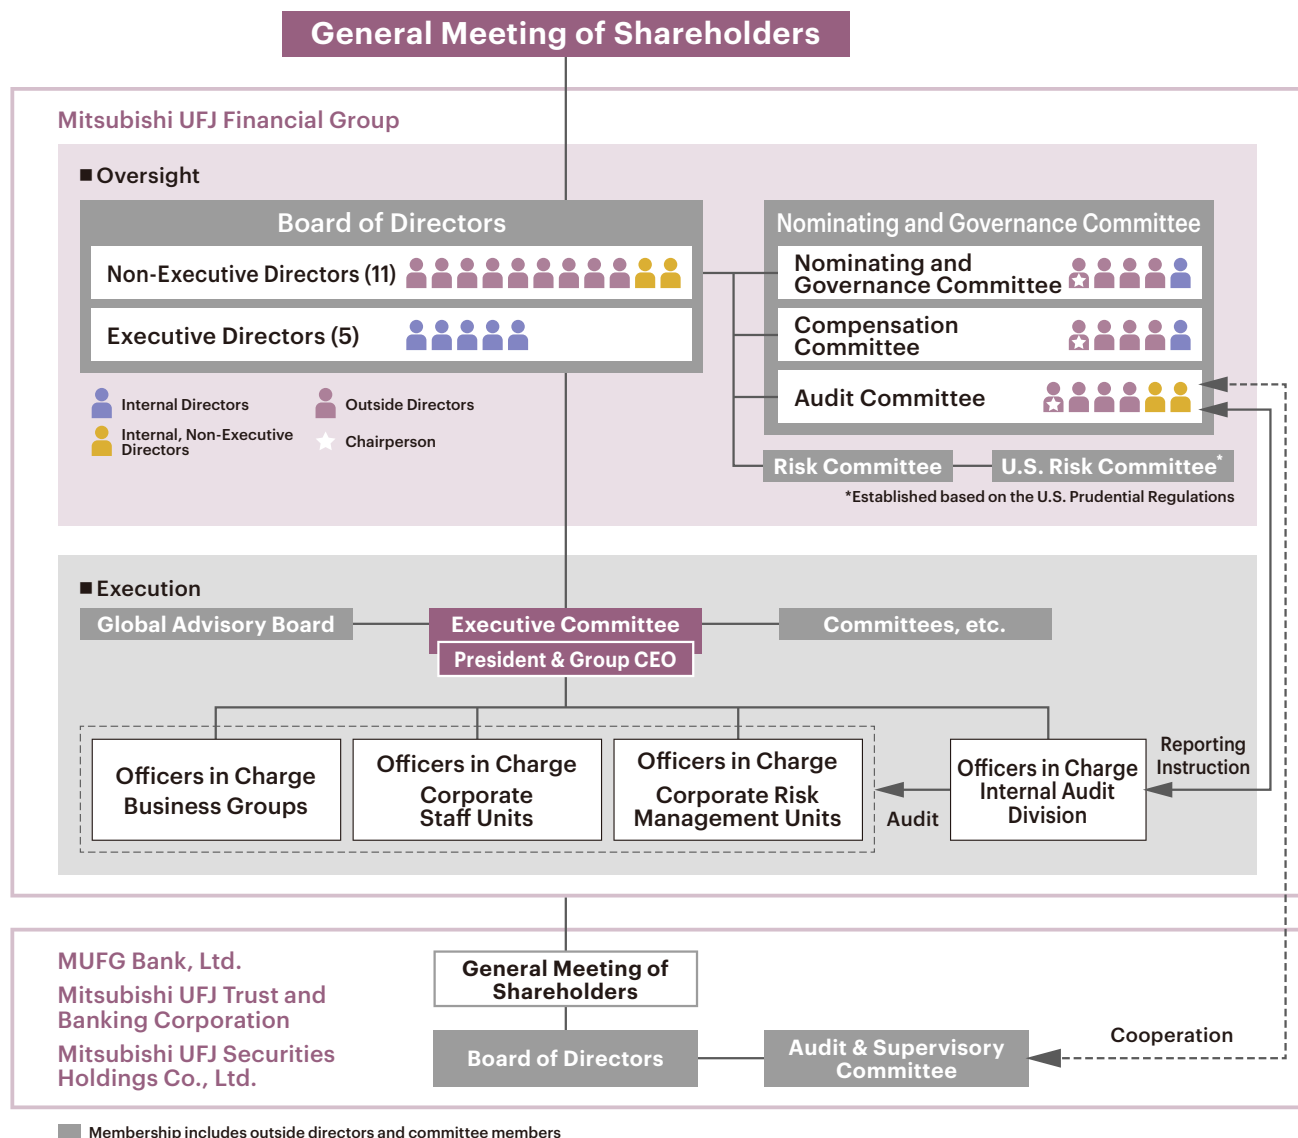 General Meeting of Shareholders
Mitsubishi UFJ Financial Group
■ Oversight
Board of Directors
Non-Executive Directors (11)
Executive Directors (5)
Internal Directors
Outside Directors
Internal, Non-Executive
Directors
Chairperson
Nominating and Governance Committee
Nominating and
Governance Committee
Compensation
Committee
Audit Committee
Risk Committee
U.S. Risk Committee*
*Established based on the U.S. Prudential Regulations
■ Execution
Global Advisory Board
Executive Committee
Committees, etc.
President & Group CEO
Officers in Charge
Business Groups
Officers in Charge
Corporate
Staff Units
Officers in Charge
Corporate Risk
Management Units
Audit
Officers in Charge
Internal Audit
Division
Reporting
Instruction
MUFG Bank, Ltd.
Mitsubishi UFJ Trust and
Banking Corporation
Mitsubishi UFJ Securities
Holdings Co., Ltd.
General Meeting of
Shareholders
Board of Directors
Audit & Supervisory
Committee
Cooperation
Membership includes outside directors and committee members